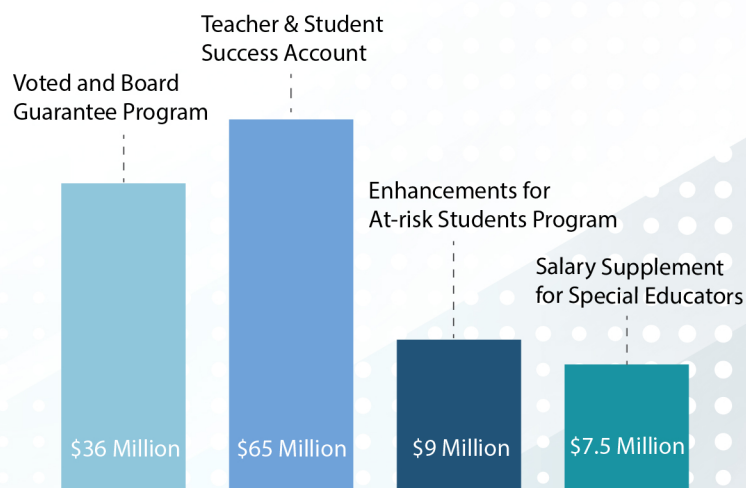 Teacher & Student
Success Account
Voted and Board
Guarantee Program
Enhancements for
At-risk Students Program
Salary Supplement
for Special Educators
$36 Million
$65 Million
$9 Million
$7.5 Million